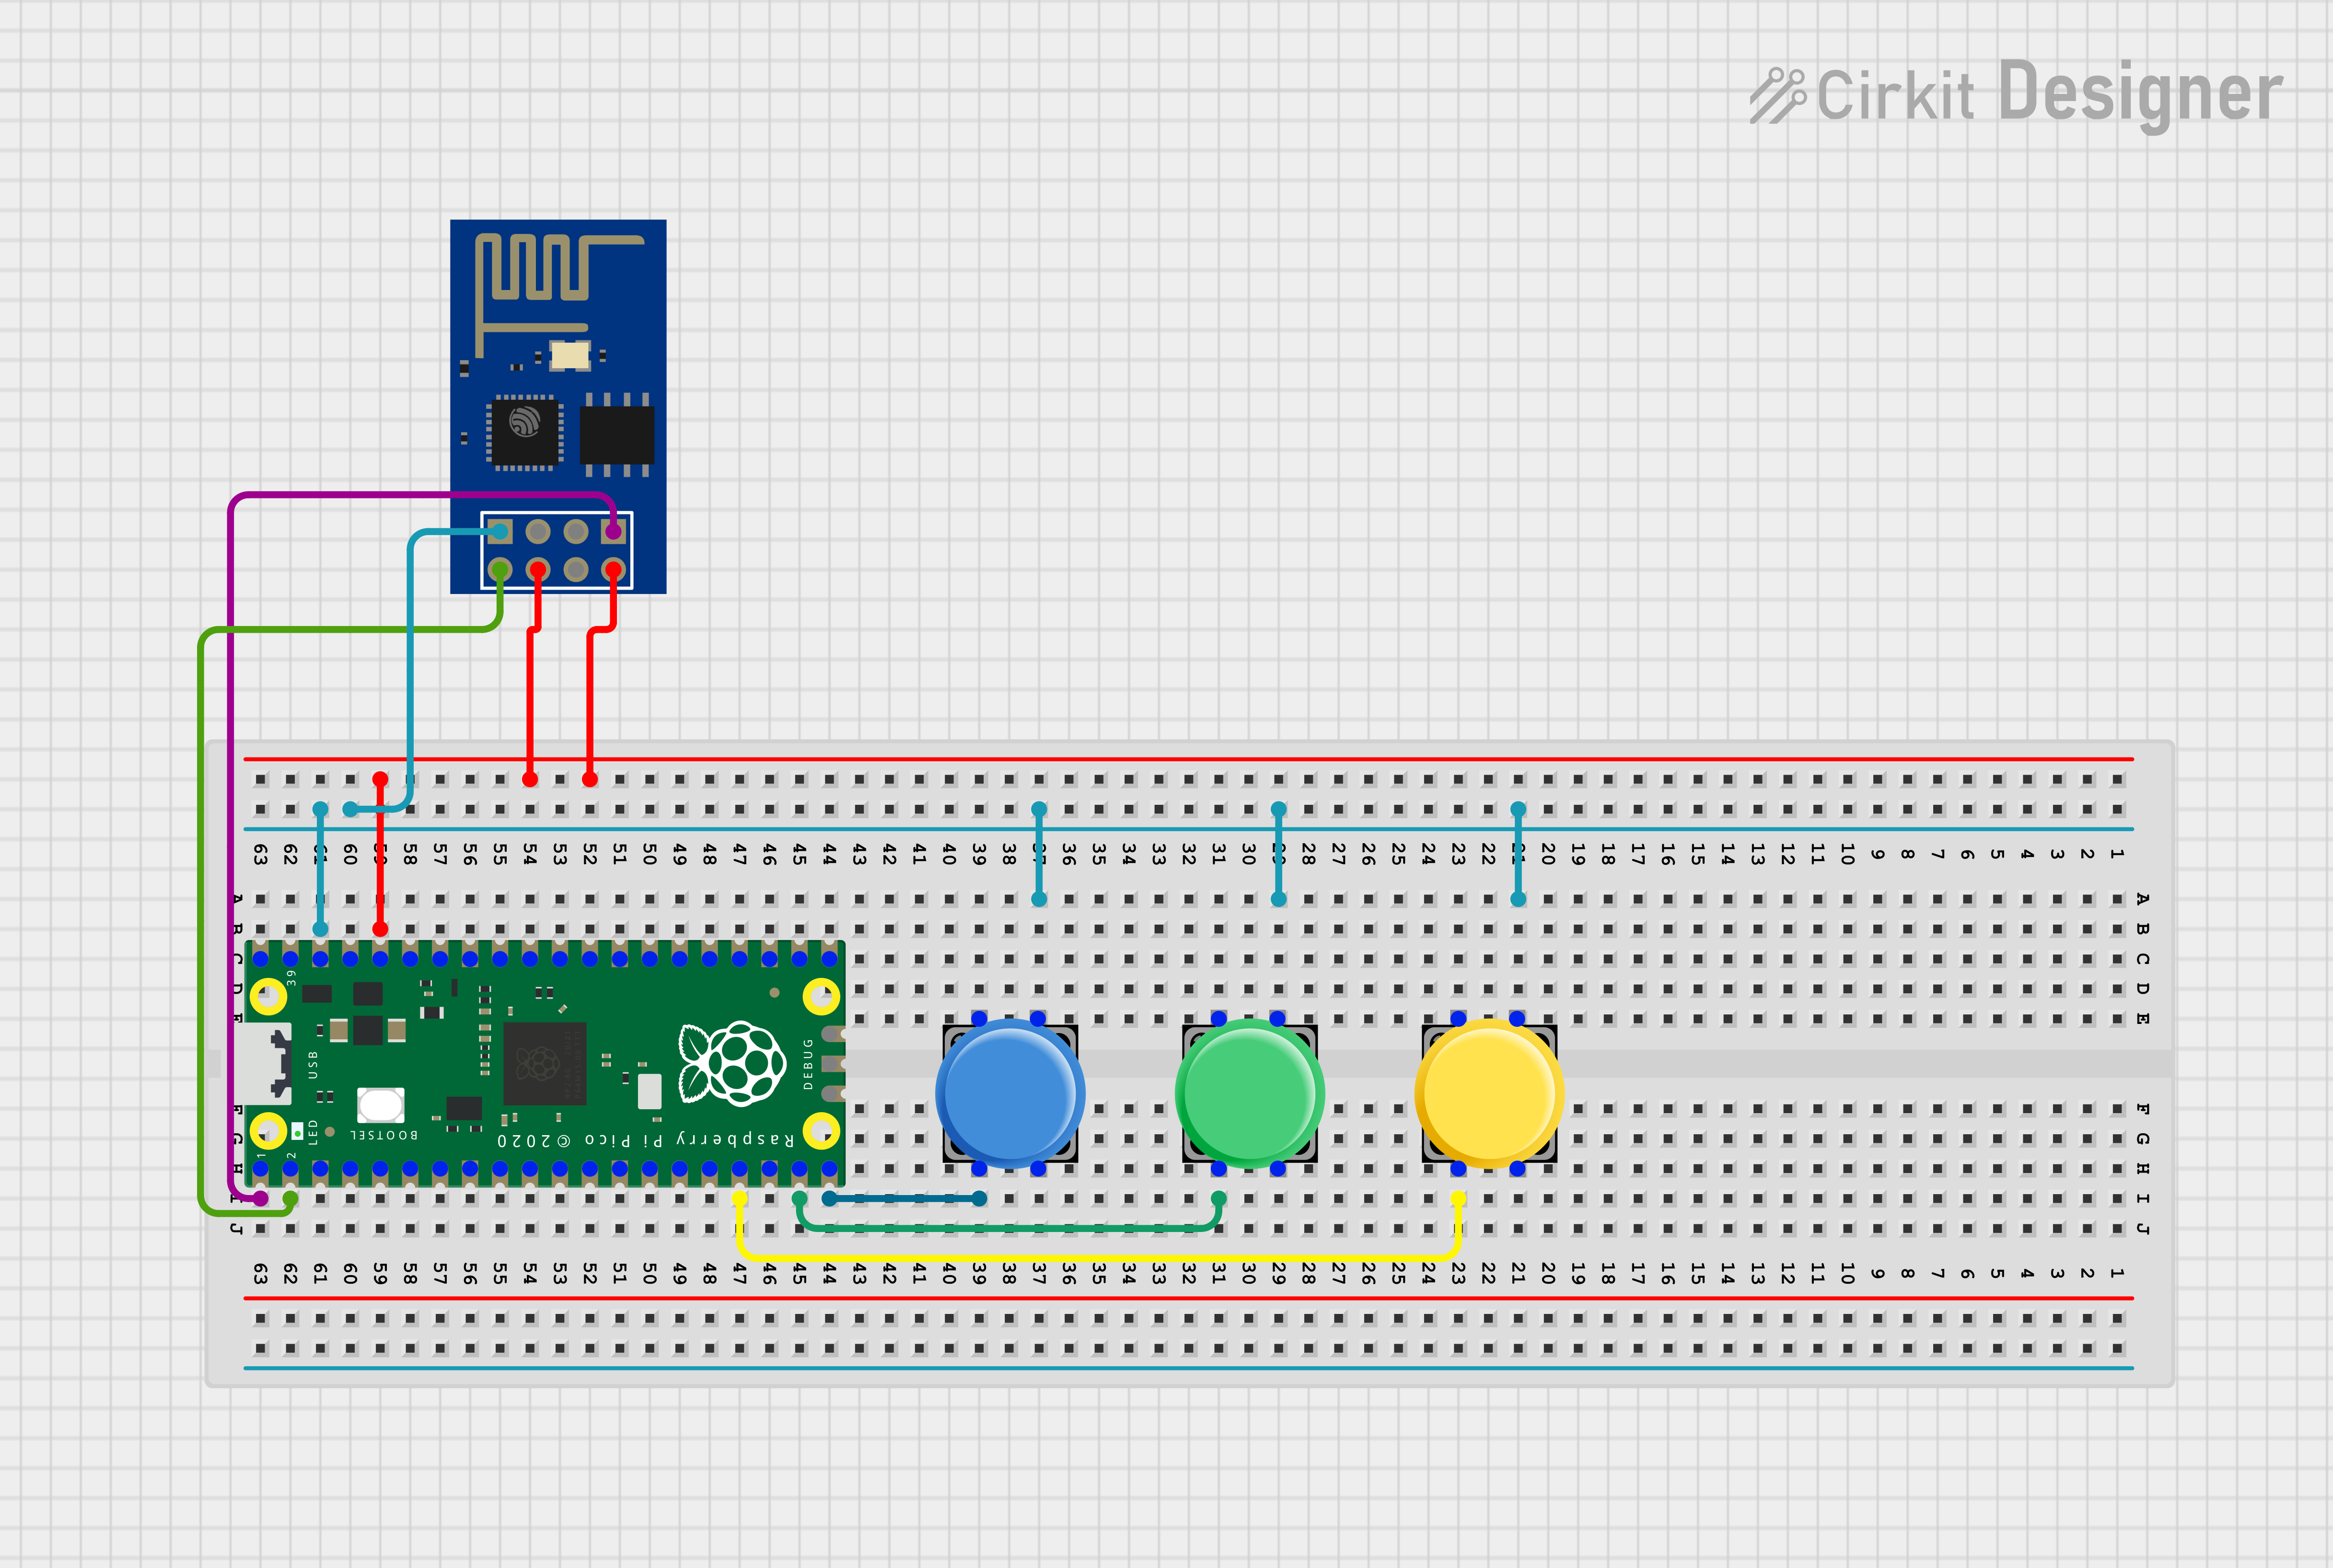 Cirkit Designer
63 62 61 60 59 58 57 56 55 54 53 52 51 50 49 48 47 46 45 44 43 42 41 40 39 38 37 36 35 34 33 32 31 30 29 28 27 26 25 24 23 22 21 20 19 18 17 16 15 14 13 12 11 10 9 8 7 6 5 4 3 2 1
A A
B B
C C
D 39 D
E E
USB DEBUG
F F
G LED BOOTSEL Raspberry Pi Pico © 2020 G
H 1 2 H
I I
J J
63 62 61 60 59 58 57 56 55 54 53 52 51 50 49 48 47 46 45 44 43 42 41 40 39 38 37 36 35 34 33 32 31 30 29 28 27 26 25 24 23 22 21 20 19 18 17 16 15 14 13 12 11 10 9 8 7 6 5 4 3 2 1